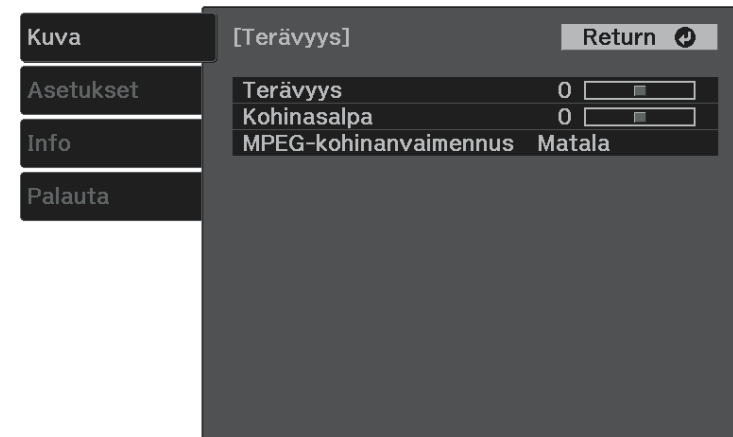 Kuva
Asetukset
Info
Palauta
[Terävyys]
Return
Terävyys 0
Kohinasalpa 0
MPEG-kohinanvaimennus Matala